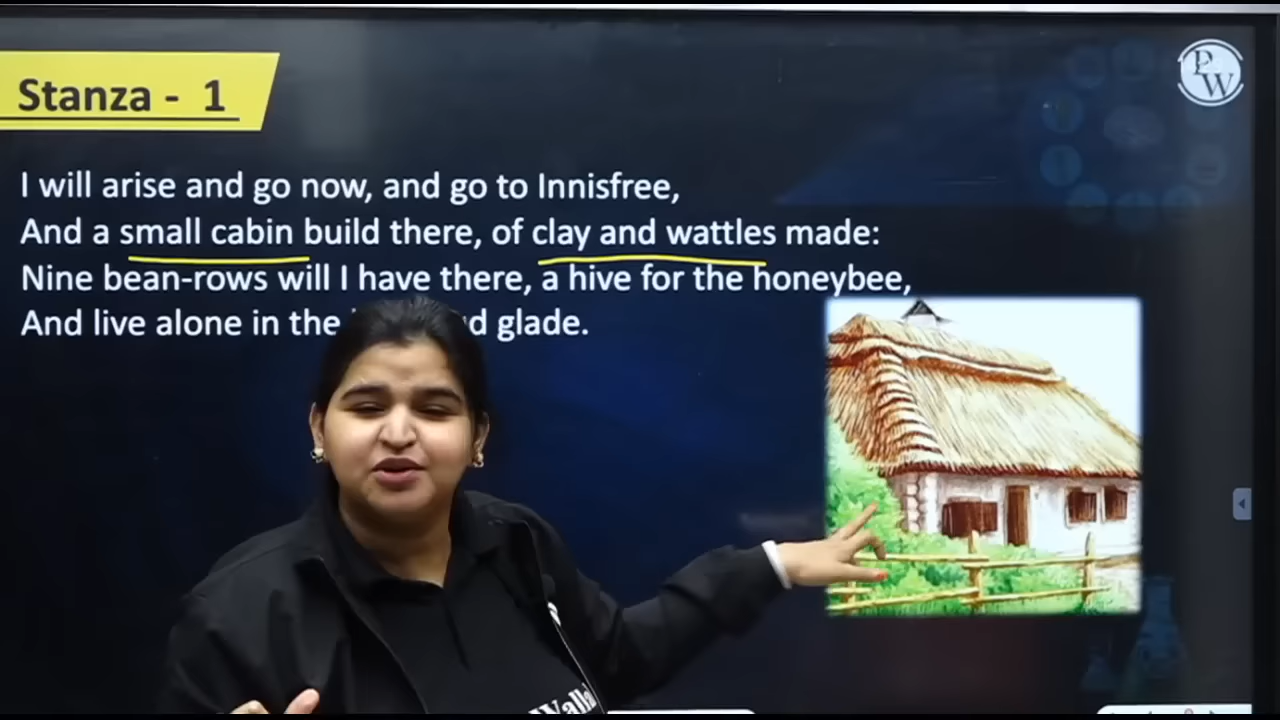 Stanza - 1
PW
I will arise and go now, and go to Innisfree,
And a small cabin build there, of clay and wattles made:
Nine bean-rows will I have there, a hive for the honeybee,
And live alone in the glade.